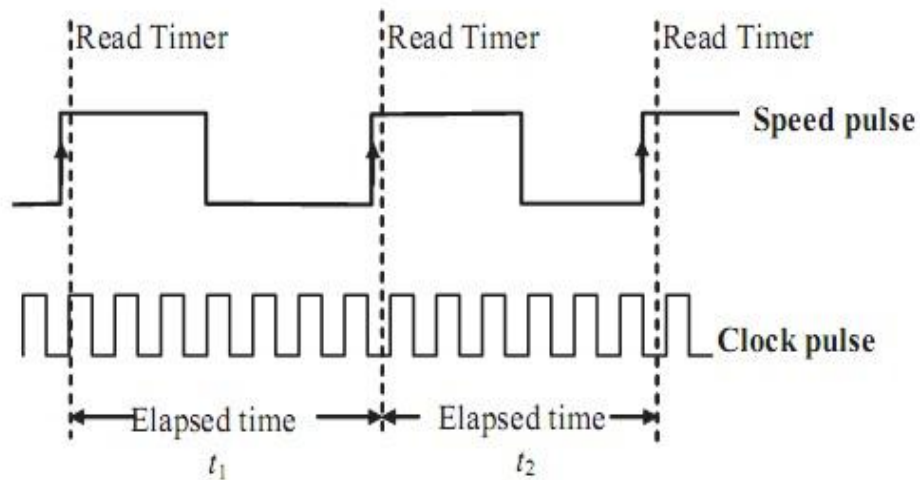 Read Timer
Read Timer
Read Timer
Speed pulse
Clock pulse
Elapsed time
Elapsed time
t1
t2